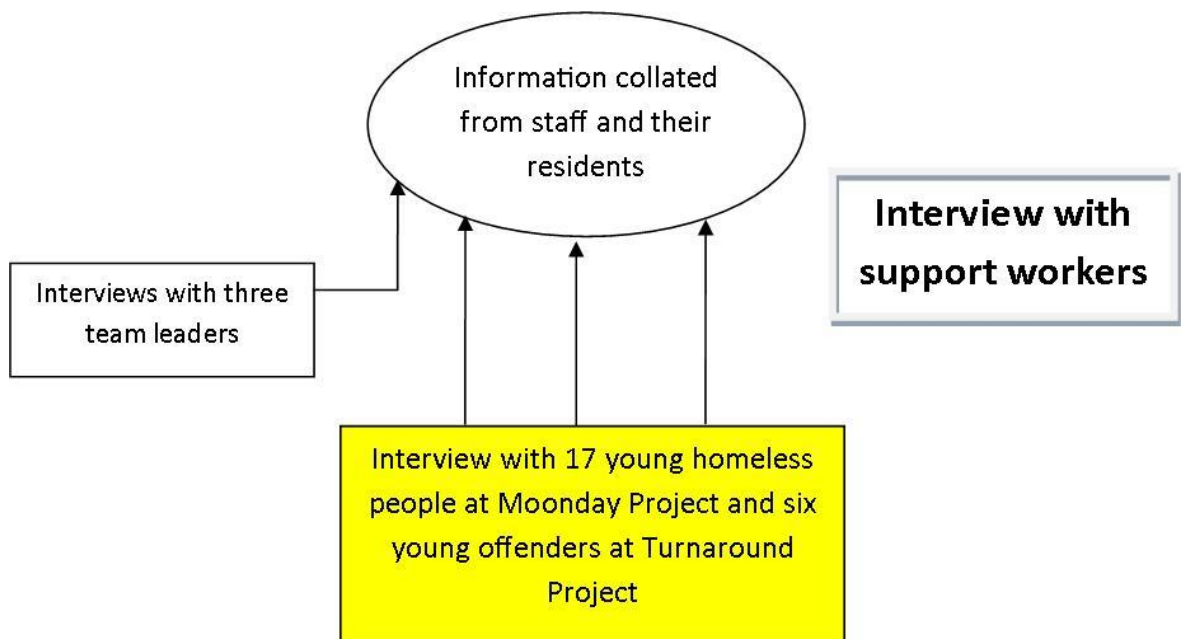 Information collated
from staff and their
residents
Interview with
support workers
Interviews with three
team leaders
Interview with 17 young homeless
people at Moonday Project and six
young offenders at Turnaround
Project